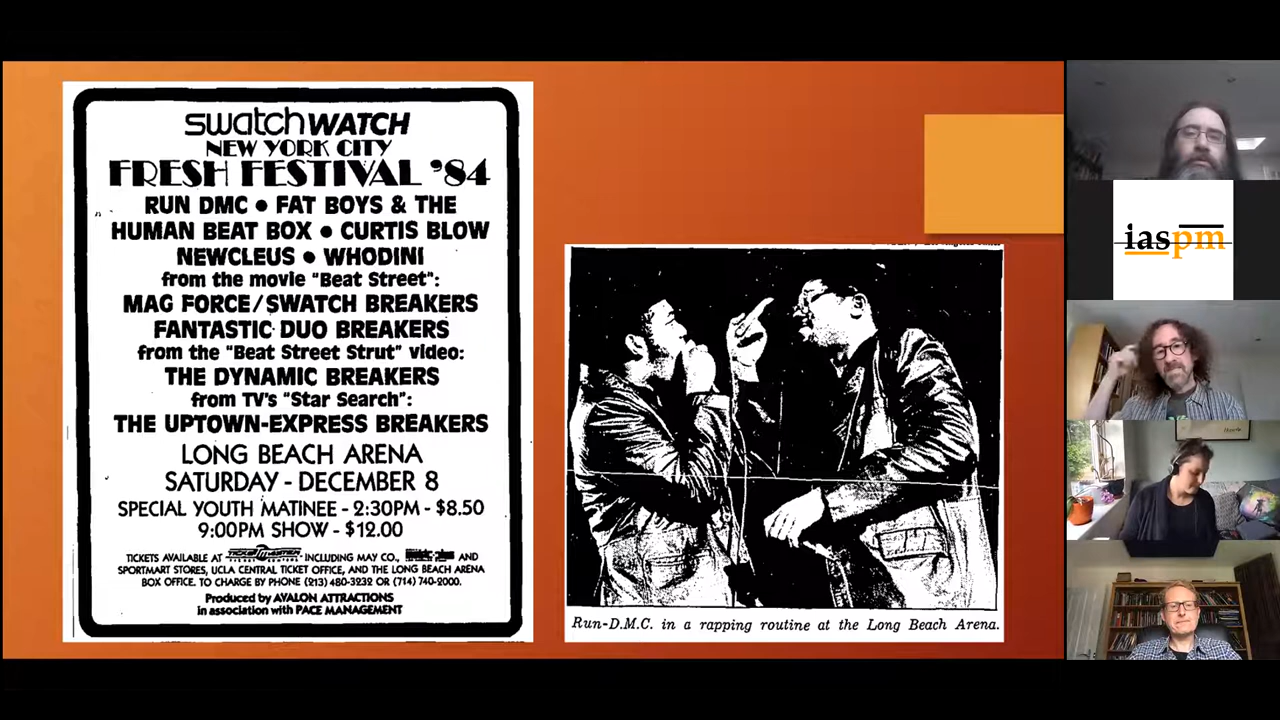 swatch WATCH
NEW YORK CITY
FRESH FESTIVAL '84
RUN DMC • FAT BOYS & THE
HUMAN BEAT BOX • CURTIS BLOW
NEWCLEUS • WHODINI
from the movie "Beat Street":
MAG FORCE/SWATCH BREAKERS
FANTASTIC DUO BREAKERS
from the "Beat Street Strut" video:
THE DYNAMIC BREAKERS
from TV's "Star Search":
THE UPTOWN-EXPRESS BREAKERS
LONG BEACH ARENA
SATURDAY - DECEMBER 8
SPECIAL YOUTH MATINEE - 2:30PM - $8.50
9:00PM SHOW - $12.00
TICKETS AVAILABLE AT INCLUDING MAY CO., AND
SPORTMART STORES, UCLA CENTRAL TICKET OFFICE, AND THE LONG BEACH ARENA
BOX OFFICE. TO CHARGE BY PHONE (213) 480-3232 OR (714) 740-2000.
Produced by AVALON ATTRACTIONS
in association with PACE MANAGEMENT
Run-D.M.C. in a rapping routine at the Long Beach Arena.
iaspm